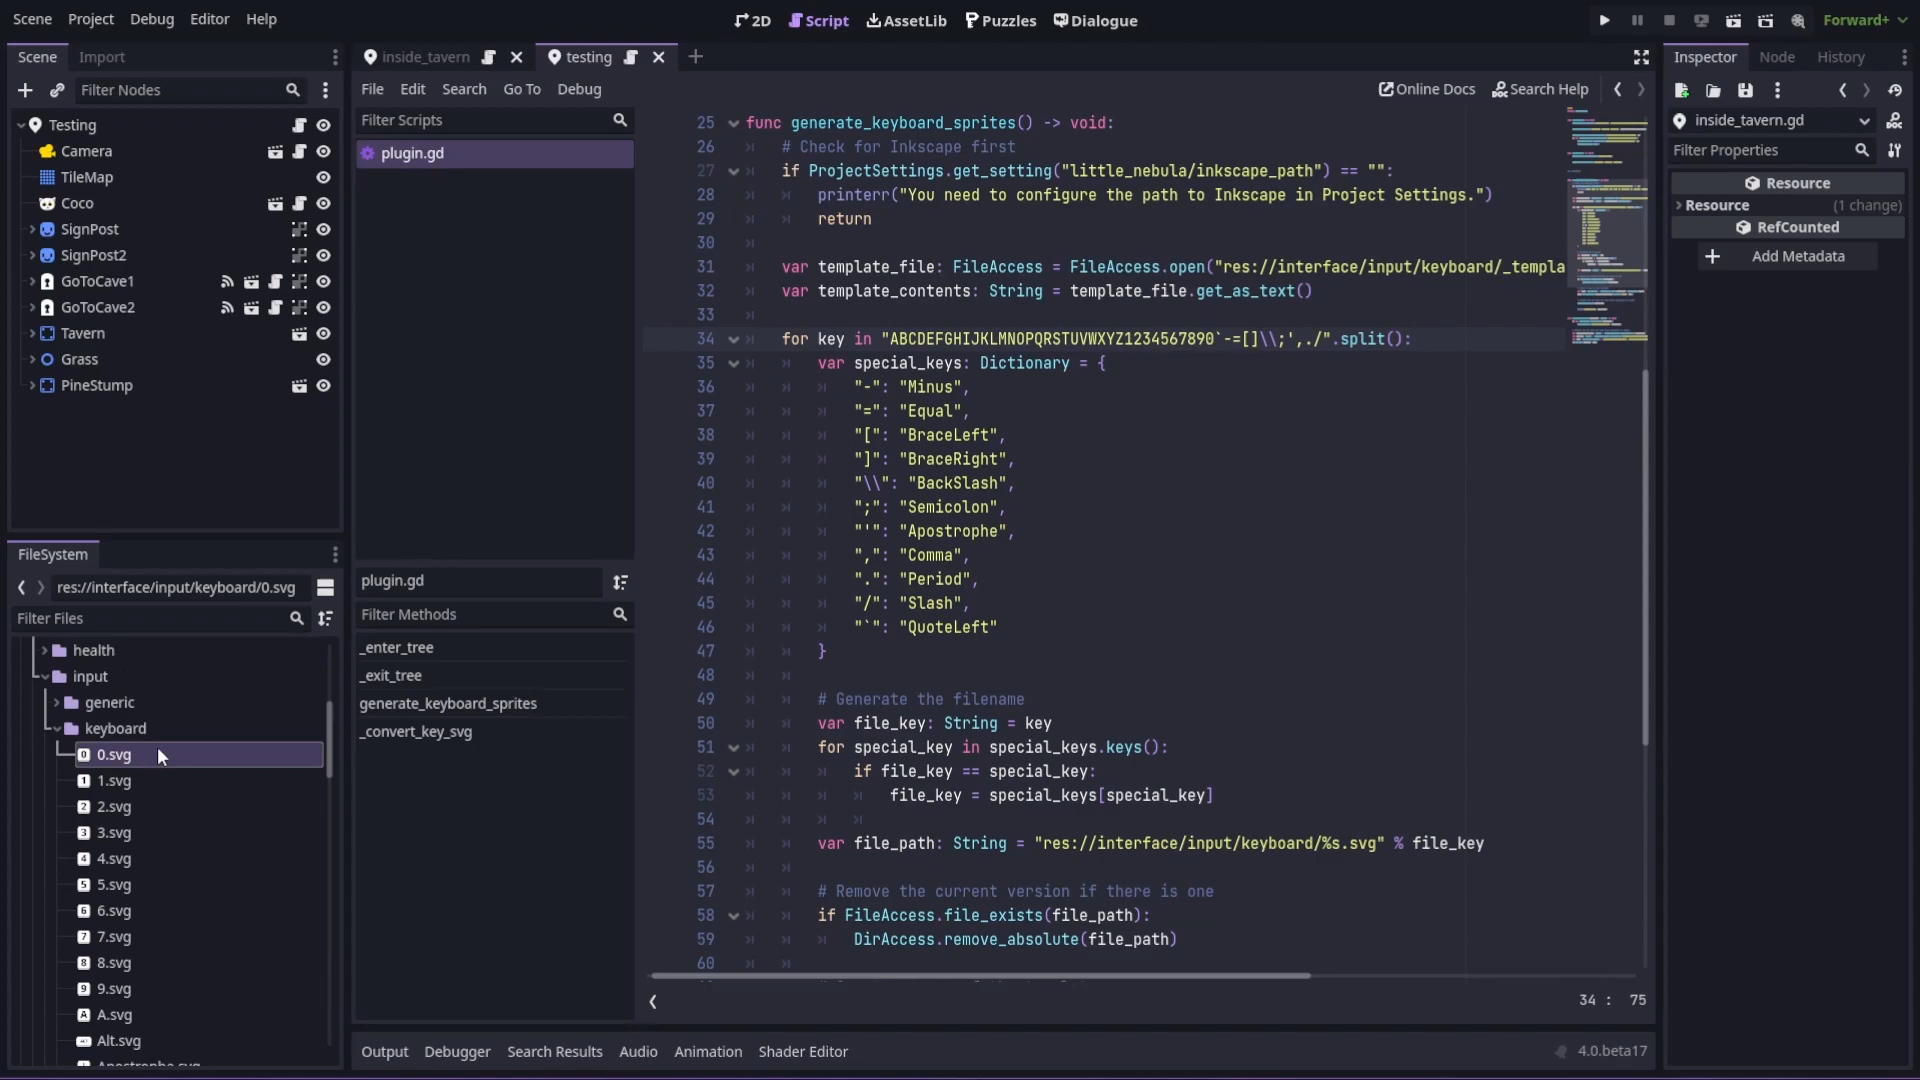 Scene Project Debug Editor Help
2D Script AssetLib Puzzles Dialogue
Forward+
Scene Import
Filter Nodes
Testing
Camera
TileMap
Coco
SignPost
SignPost2
GoToCave1
GoToCave2
Tavern
Grass
PineStump
FileSystem
res://interface/input/keyboard/0.svg
Filter Files
health
input
generic
keyboard
0.svg
1.svg
2.svg
3.svg
4.svg
5.svg
6.svg
7.svg
8.svg
9.svg
A.svg
Alt.svg
Apostrophe.svg
inside_tavern testing
File Edit Search Go To Debug
Online Docs Search Help
Filter Scripts
plugin.gd
plugin.gd
Filter Methods
_enter_tree
_exit_tree
generate_keyboard_sprites
_convert_key_svg
25 func generate_keyboard_sprites() -> void:
26 # Check for Inkscape first
27 if ProjectSettings.get_setting("little_nebula/inkscape_path") == "":
28 printerr("You need to configure the path to Inkscape in Project Settings.")
29 return
30
31 var template_file: FileAccess = FileAccess.open("res://interface/input/keyboard/_templa
32 var template_contents: String = template_file.get_as_text()
33
34 for key in "ABCDEFGHIJKLMNOPQRSTUVWXYZ1234567890`-=[]\\;',./".split():
35 var special_keys: Dictionary = {
36 "-": "Minus",
37 "=": "Equal",
38 "[": "BraceLeft",
39 "]": "BraceRight",
40 "\\": "BackSlash",
41 ";": "Semicolon",
42 "'": "Apostrophe",
43 ",": "Comma",
44 ".": "Period",
45 "/": "Slash",
46 "`": "QuoteLeft"
47 }
48
49 # Generate the filename
50 var file_key: String = key
51 for special_key in special_keys.keys():
52 if file_key == special_key:
53 file_key = special_keys[special_key]
54
55 var file_path: String = "res://interface/input/keyboard/%s.svg" % file_key
56
57 # Remove the current version if there is one
58 if FileAccess.file_exists(file_path):
59 DirAccess.remove_absolute(file_path)
60
34 : 75
Output Debugger Search Results Audio Animation Shader Editor
4.0.beta17
Inspector Node History
inside_tavern.gd
Filter Properties
Resource
Resource (1 change)
RefCounted
Add Metadata